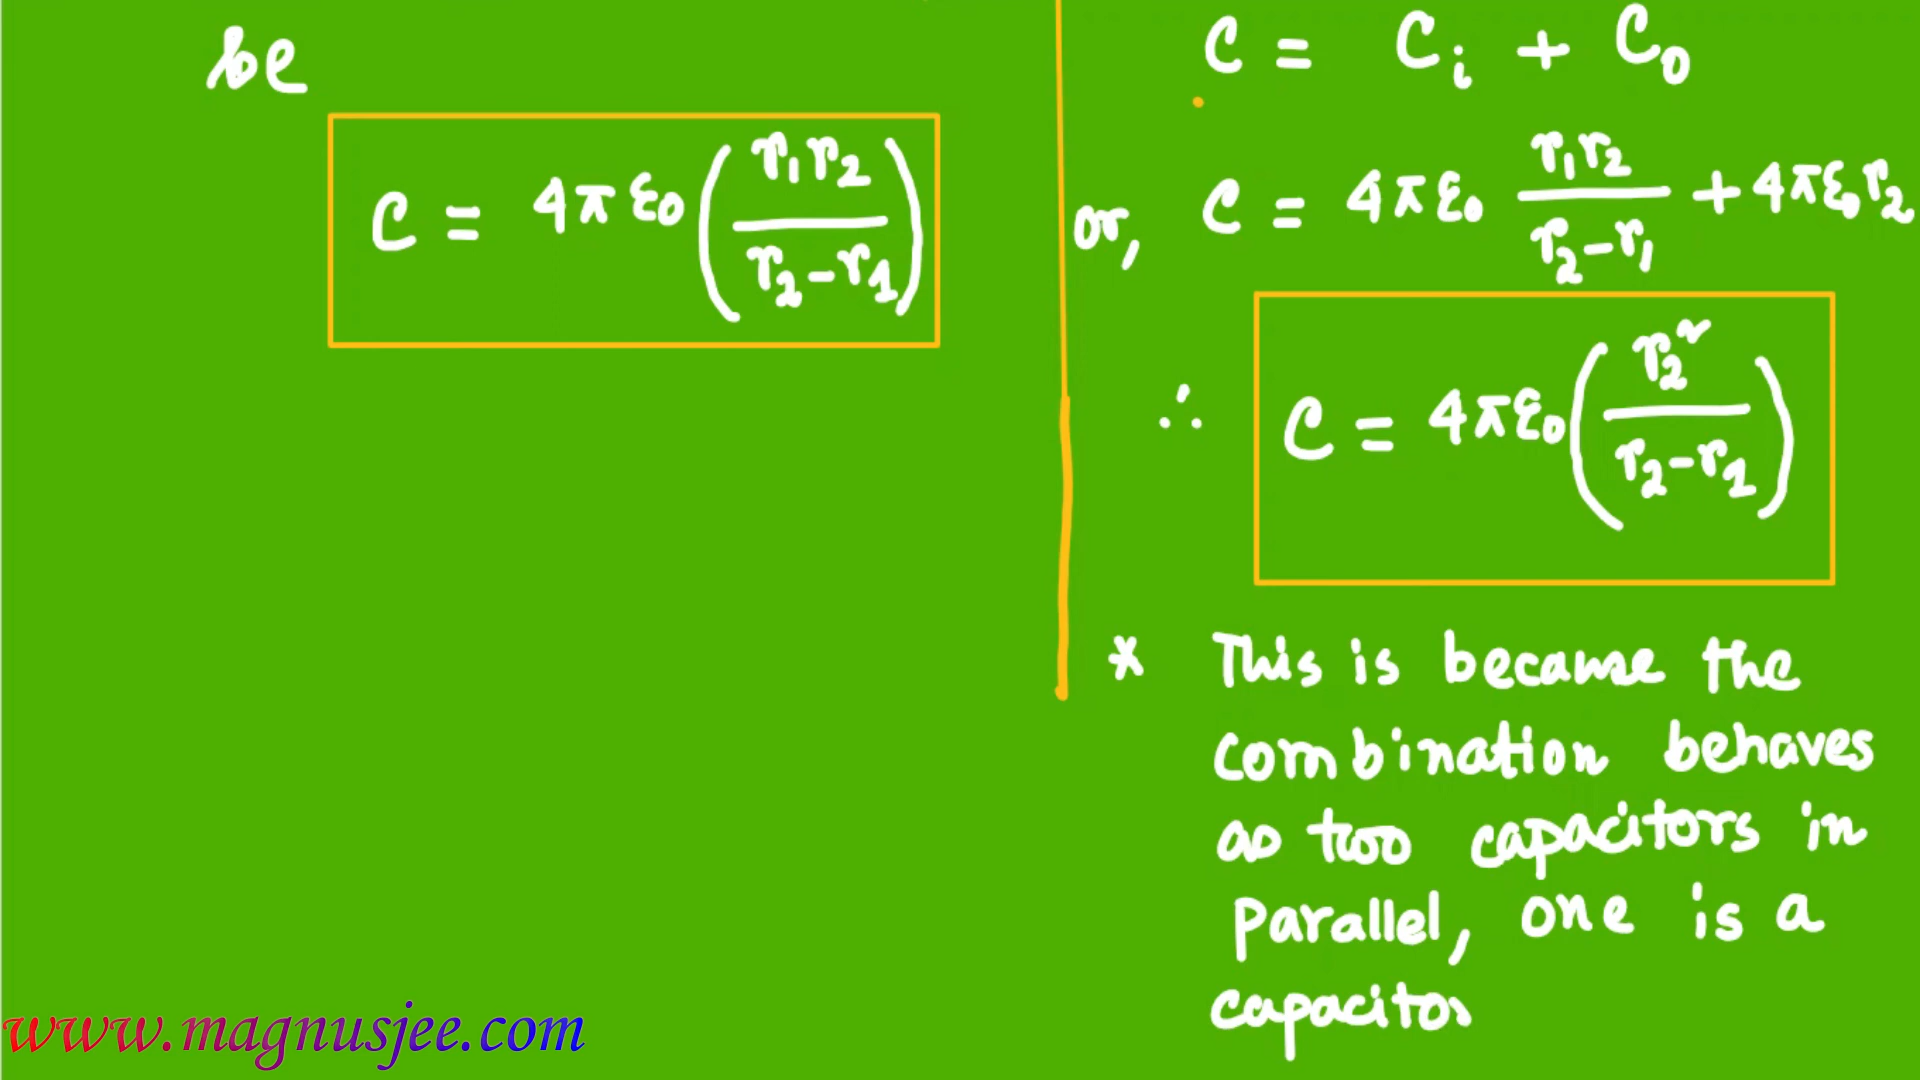 be
C = 4πε₀ (r₁r₂ / r₂−r₁)
C = Cᵢ + C₀
or, C = 4πε₀ r₁r₂ / r₂−r₁ + 4πε₀r₂
∴ C = 4πε₀ (r₂² / r₂−r₁)
* This is because the
combination behaves
as two capacitors in
parallel, one is a
capacitor
www.magnusjee.com